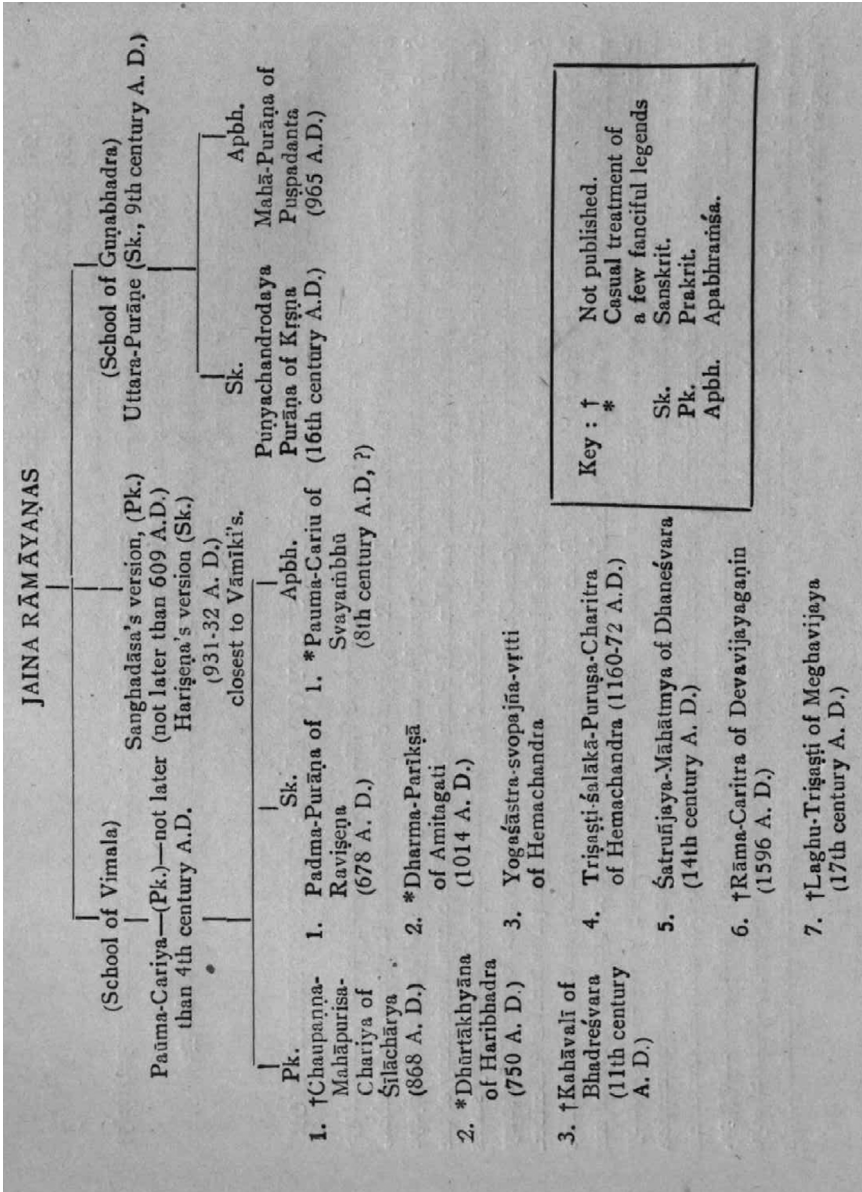 JAINA RĀMĀYAṆAS
(School of Vimala)
Paūma-Cariya—(Pk.)—not later
than 4th century A.D.
Sanghadāsa's version, (Pk.)
(not later than 609 A.D.)
Hariṣeṇa's version (Sk.)
(931-32 A. D.)
closest to Vāmīki's.
(School of Guṇabhadra)
Uttara-Purāṇe (Sk., 9th century A. D.)
Pk.
1. †Chaupaṇṇa-
Mahāpurisa-
Chariya of
Śīlāchārya
(868 A. D.)
2. *Dhūrtākhyāna
of Haribhadra
(750 A. D.)
3. †Kahāvalī of
Bhadreśvara
(11th century
A. D.)
Sk.
1. Padma-Purāṇa of
Raviṣeṇa
(678 A. D.)
2. *Dharma-Parīkṣā
of Amitagati
(1014 A. D.)
3. Yogaśāstra-svopajña-vṛtti
of Hemachandra
4. Triṣaṣṭi-śalākā-Puruṣa-Charitra
of Hemachandra (1160-72 A.D.)
5. Śatruñjaya-Māhātmya of Dhaneśvara
(14th century A. D.)
6. †Rāma-Caritra of Devavijayagaṇin
(1596 A. D.)
7. †Laghu-Triṣaṣṭi of Meghavijaya
(17th century A. D.)
Apbh.
1. *Pauma-Cariu of
Svayaṁbhū
(8th century A.D, ?)
Sk.
Puṇyachandrodaya
Purāṇa of Kṛṣṇa
(16th century A.D.)
Apbh.
Mahā-Purāṇa of
Puṣpadanta
(965 A.D.)
Key : † Not published.
* Casual treatment of
a few fanciful legends
Sk. Sanskrit.
Pk. Prakrit.
Apbh. Apabhraṁśa.